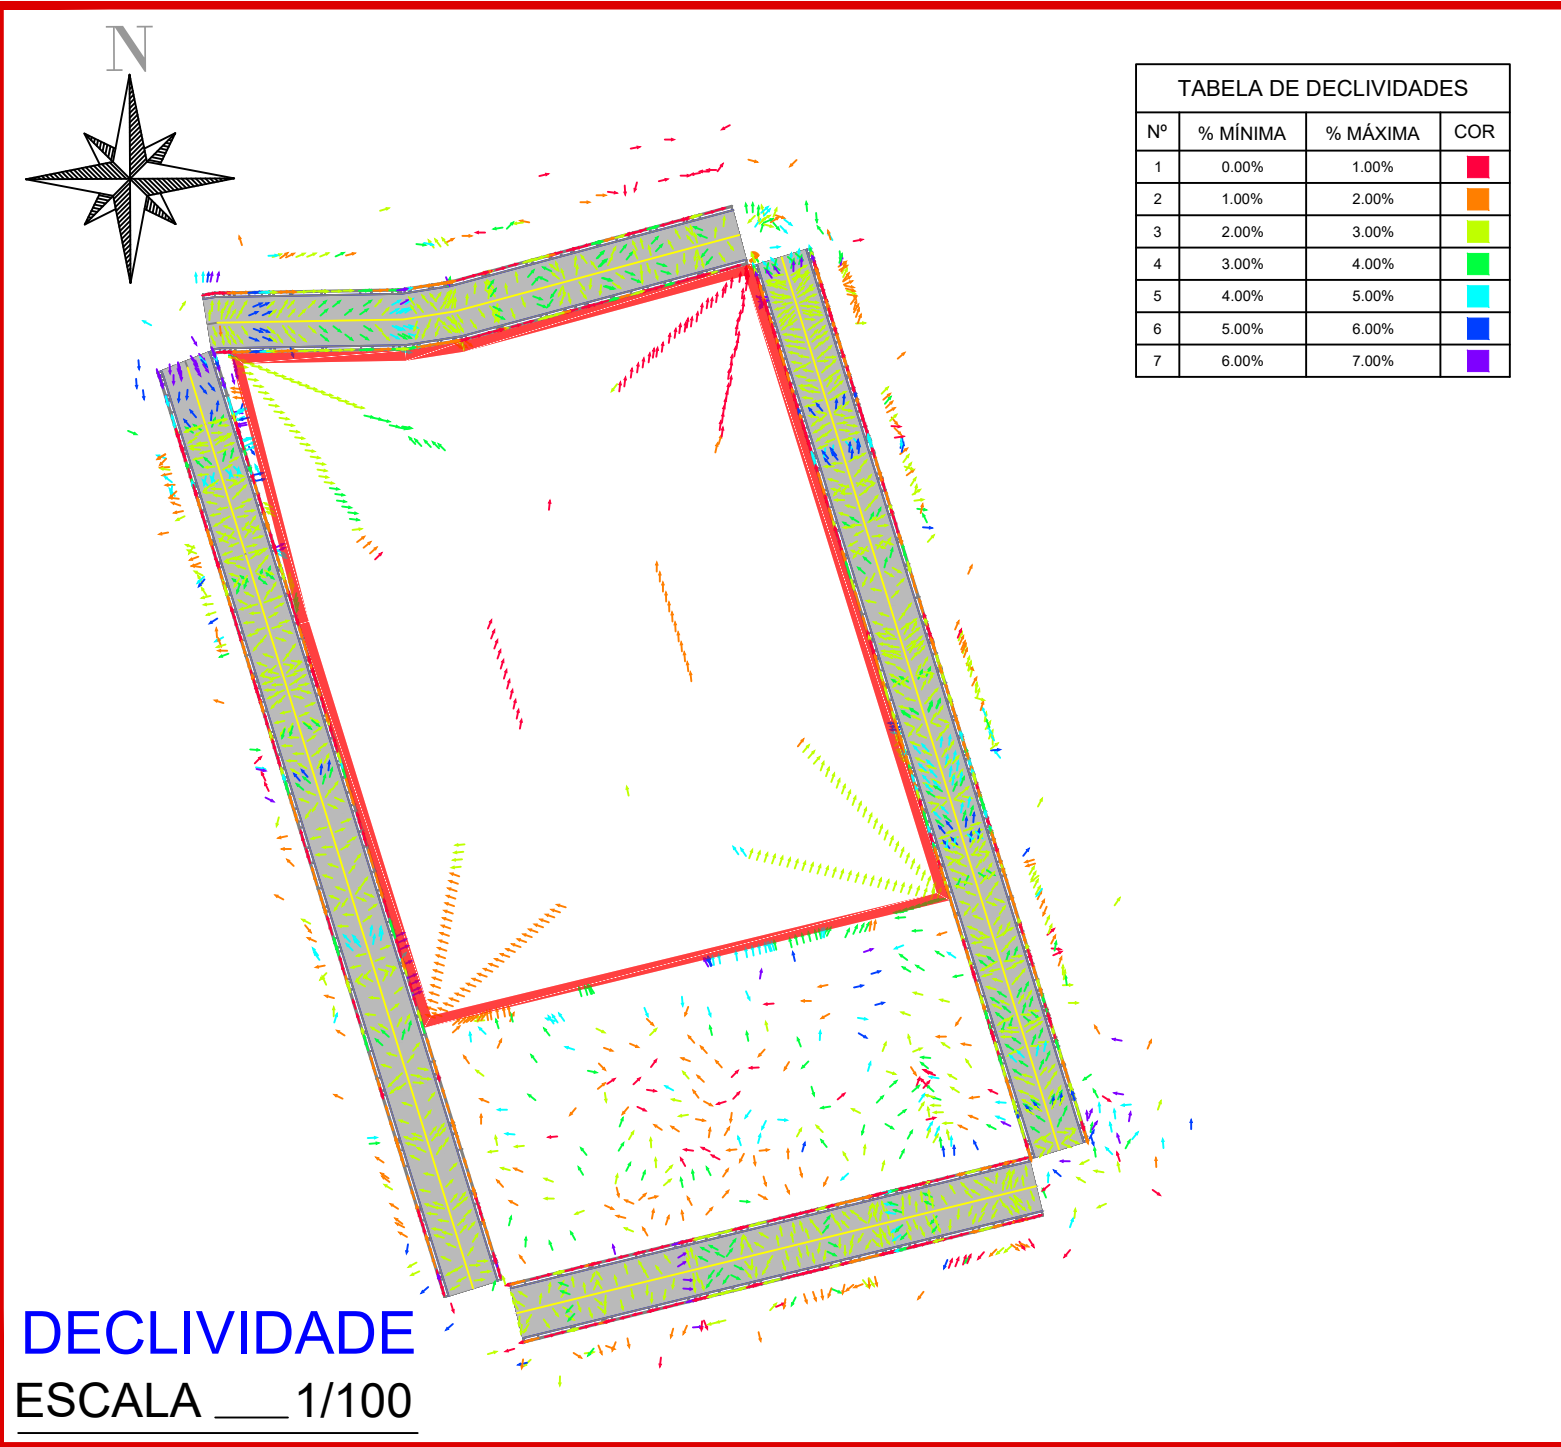 N
TABELA DE DECLIVIDADES
Nº % MÍNIMA % MÁXIMA COR
1 0.00% 1.00%
2 1.00% 2.00%
3 2.00% 3.00%
4 3.00% 4.00%
5 4.00% 5.00%
6 5.00% 6.00%
7 6.00% 7.00%
DECLIVIDADE
ESCALA ___ 1/100